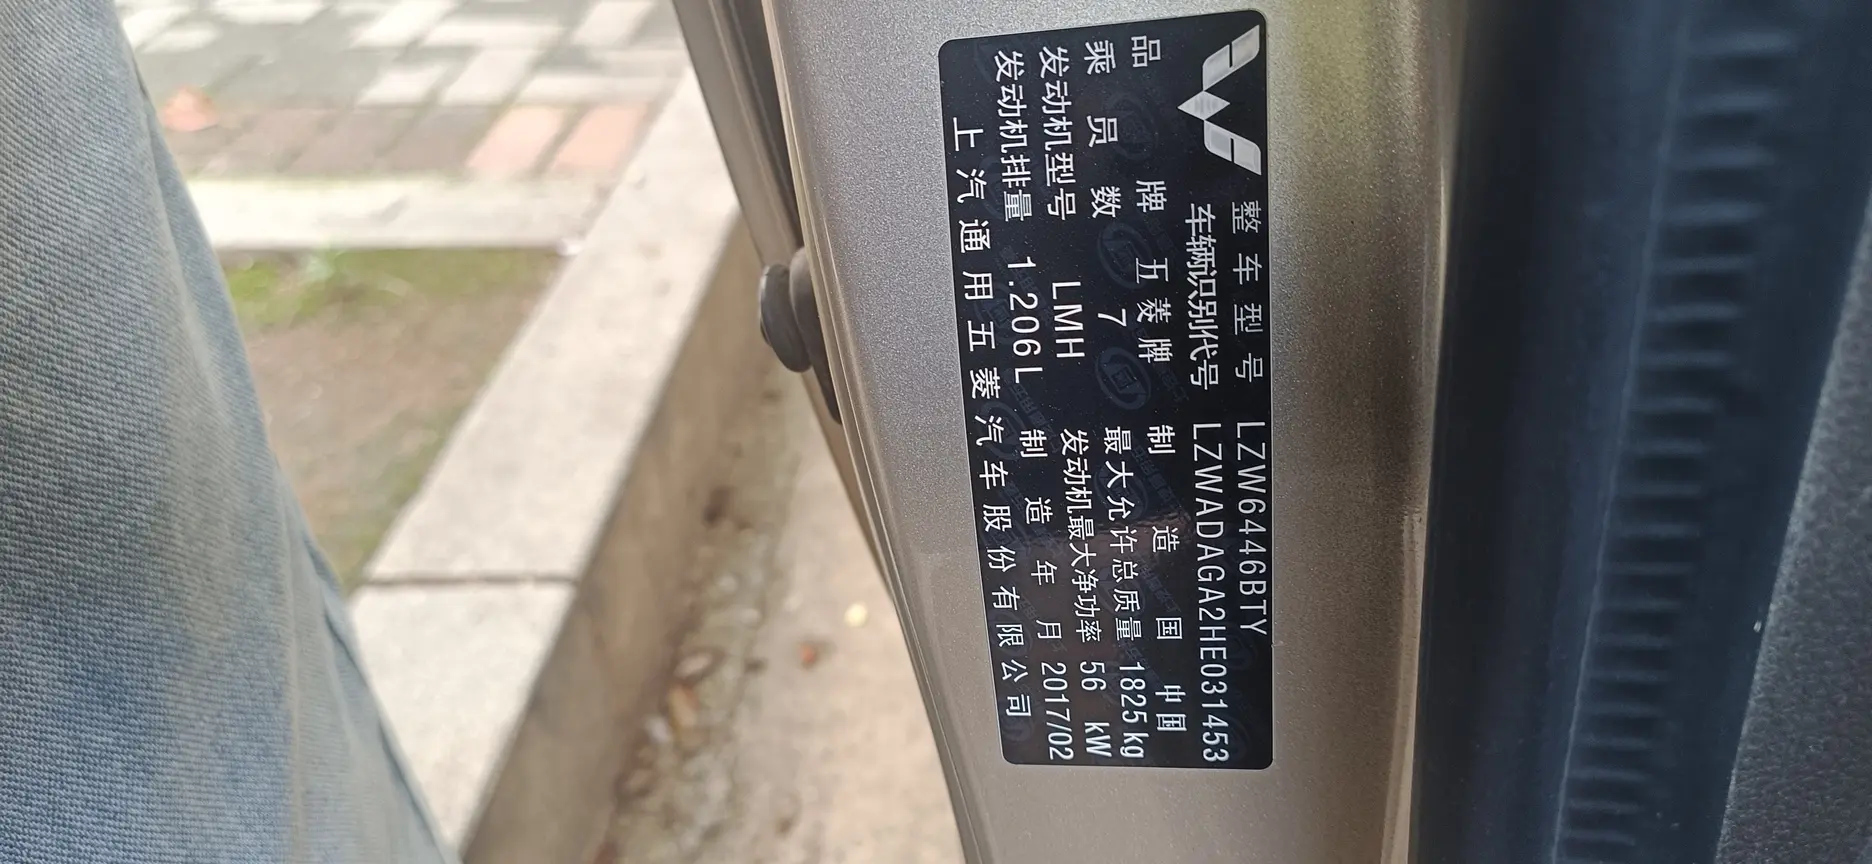 整车型号 LZW6446BTY
车辆识别代号 LZWADAGA2HE031453
品牌 五菱牌 制造国 中国
乘员数 7 最大允许总质量 1825kg
发动机型号 LMH 发动机最大净功率 56 kW
发动机排量 1.206L 制造年月 2017/02
上汽通用五菱汽车股份有限公司